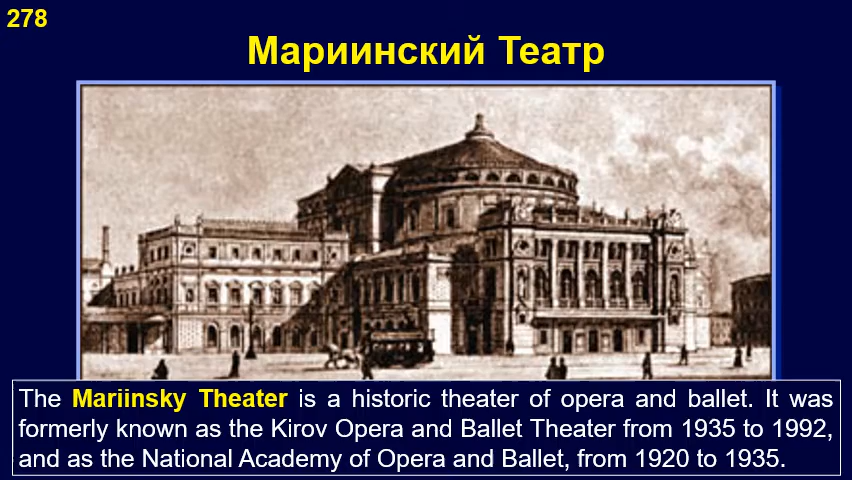 278
Мариинский Театр
The Mariinsky Theater is a historic theater of opera and ballet. It was
formerly known as the Kirov Opera and Ballet Theater from 1935 to 1992,
and as the National Academy of Opera and Ballet, from 1920 to 1935.